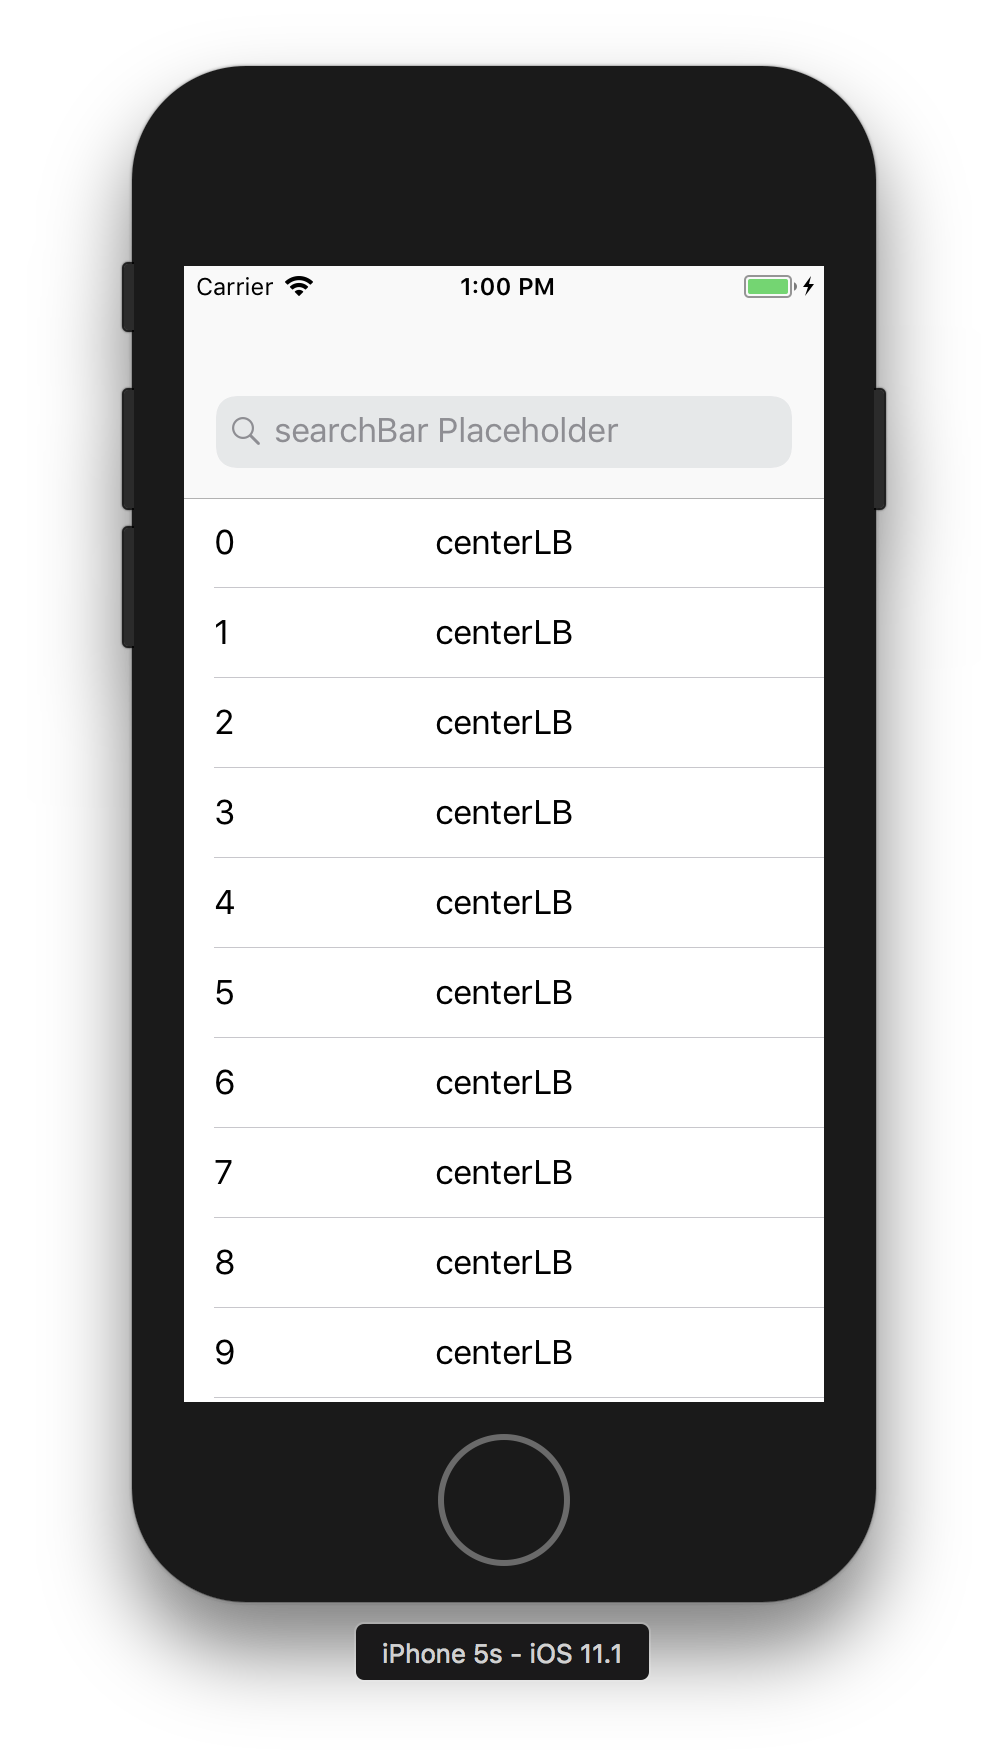 Carrier 1:00 PM
searchBar Placeholder
0 centerLB
1 centerLB
2 centerLB
3 centerLB
4 centerLB
5 centerLB
6 centerLB
7 centerLB
8 centerLB
9 centerLB
iPhone 5s - iOS 11.1